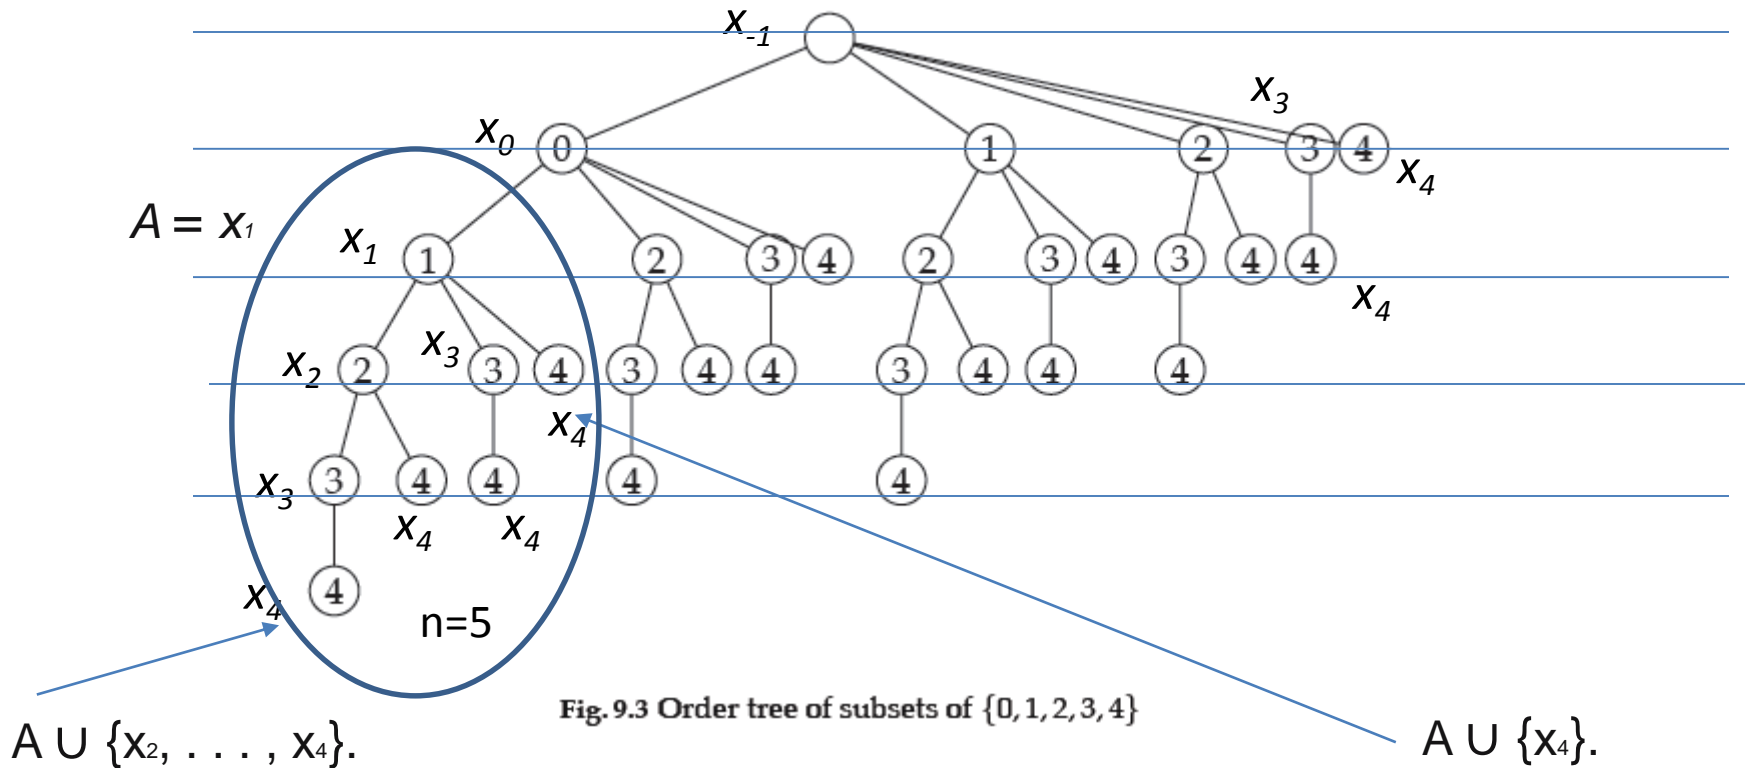 x-1
x3
x0 0 1 2 3 4
x4
A = x1
x1 1 2 3 4 2 3 4 3 4 4
x4
x2 2 x3 3 4 3 4 4 3 4 4 4
x4
x3 3 4 4 4 4
x4 x4
x4 4
n=5
Fig. 9.3 Order tree of subsets of {0, 1, 2, 3, 4}
A ∪ {x2, . . . , x4}.
A ∪ {x4}.